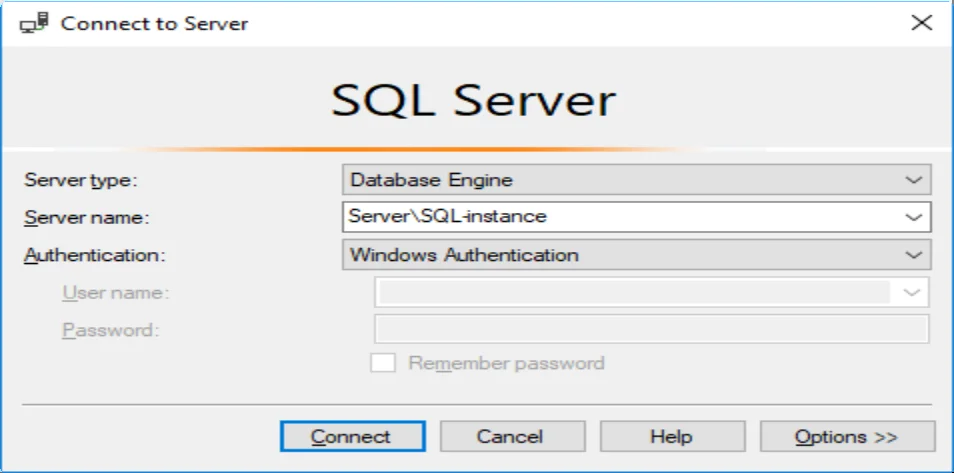 Connect to Server
SQL Server
Server type: Database Engine
Server name: Server\SQL-instance
Authentication: Windows Authentication
User name:
Password:
Remember password
Connect Cancel Help Options >>